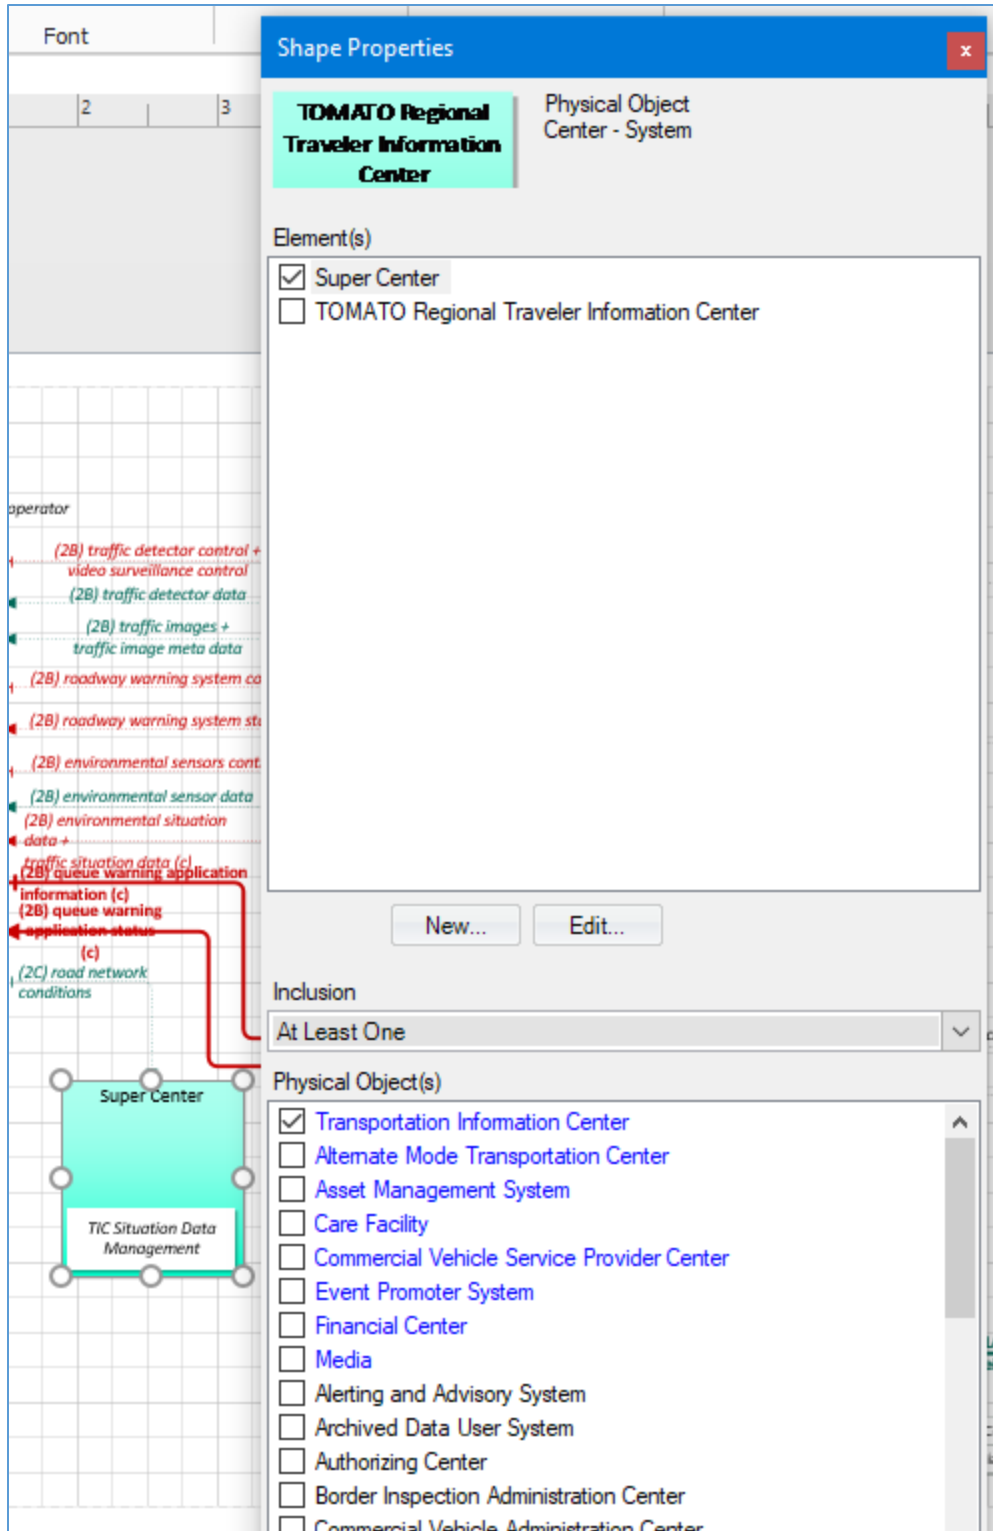 Font
Shape Properties
x
2
3
TOMATO Regional
Traveler Information
Center
Physical Object
Center - System
Element(s)
Super Center
TOMATO Regional Traveler Information Center
operator
(2B) traffic detector control +
video surveillance control
(2B) traffic detector data
(2B) traffic images +
traffic image meta data
(2B) roadway warning system co
(2B) roadway warning system sta
(2B) environmental sensors cont
(2B) environmental sensor data
(2B) environmental situation
data +
traffic situation data (c)
(2B) queue warning application
information (c)
(2B) queue warning
application status
(c)
(2C) road network
conditions
New...
Edit...
Inclusion
At Least One
Physical Object(s)
Super Center
TIC Situation Data
Management
Transportation Information Center
Alternate Mode Transportation Center
Asset Management System
Care Facility
Commercial Vehicle Service Provider Center
Event Promoter System
Financial Center
Media
Alerting and Advisory System
Archived Data User System
Authorizing Center
Border Inspection Administration Center
Commercial Vehicle Administration Center